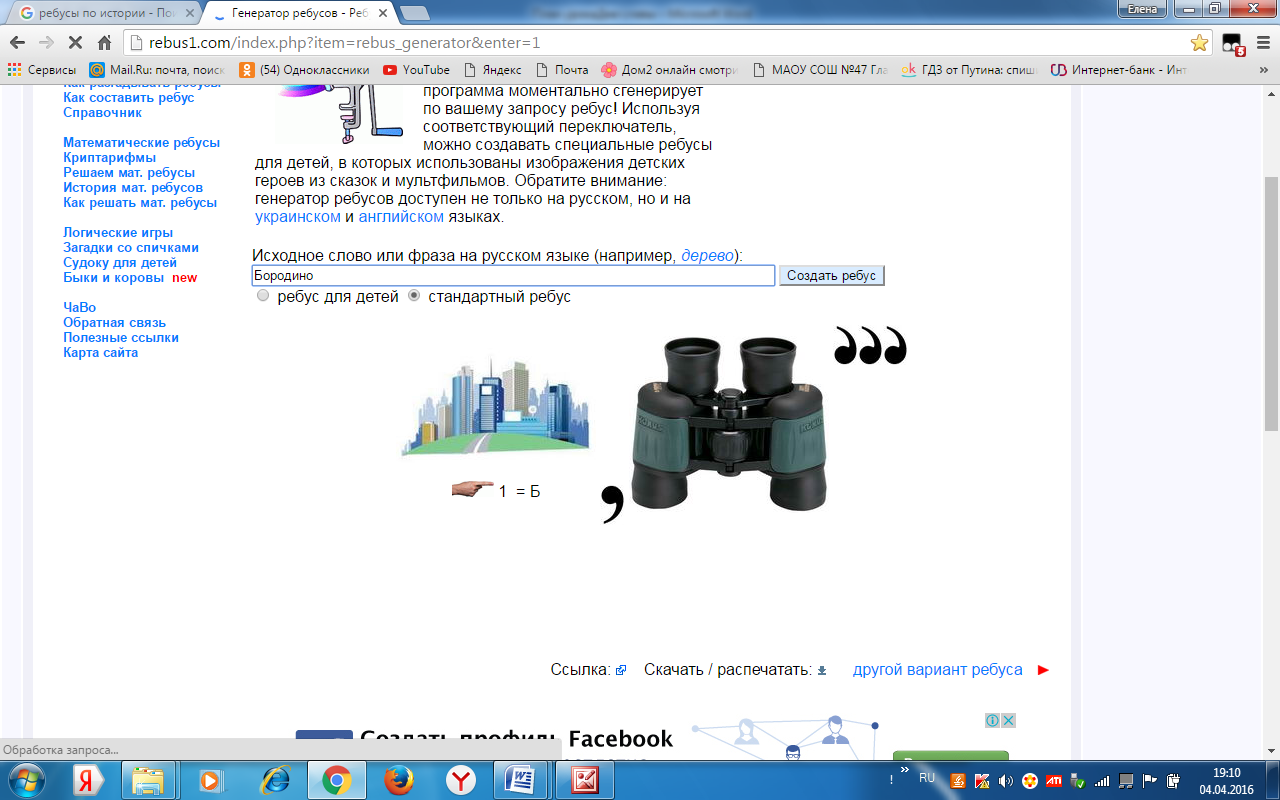 ребусы по истории - Пои
Генератор ребусов - Реб
Елена
rebus1.com/index.php?item=rebus_generator&enter=1
5
Сервисы
Mail.Ru: почта, поиск
(54) Одноклассники
YouTube
Яндекс
Почта
Дом2 онлайн смотри
МАОУ СОШ №47 Гла
ГДЗ от Путина: спиш
Интернет-банк - Инт
»
Как составить ребус
Справочник
Математические ребусы
Криптарифмы
Решаем мат. ребусы
История мат. ребусов
Как решать мат. ребусы
Логические игры
Загадки со спичками
Судоку для детей
Быки и коровы new
ЧаВо
Обратная связь
Полезные ссылки
Карта сайта
программа моментально сгенерирует
по вашему запросу ребус! Используя
соответствующий переключатель,
можно создавать специальные ребусы
для детей, в которых использованы изображения детских
героев из сказок и мультфильмов. Обратите внимание:
генератор ребусов доступен не только на русском, но и на
украинском и английском языках.
Исходное слово или фраза на русском языке (например, дерево):
Бородино
Создать ребус
ребус для детей стандартный ребус
,,,
1 = Б
,
Ссылка: Скачать / распечатать: другой вариант ребуса
Создать профиль Facebook
Обработка запроса...
RU
19:10
04.04.2016